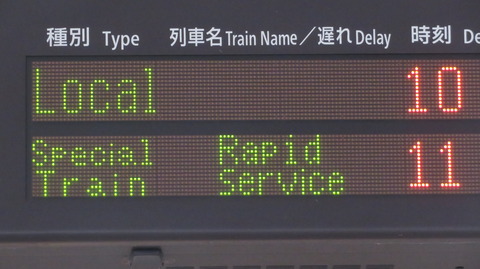 種別 Type 列車名 Train Name／遅れ Delay 時刻 De
Local 10
Special Rapid
Train Service 11